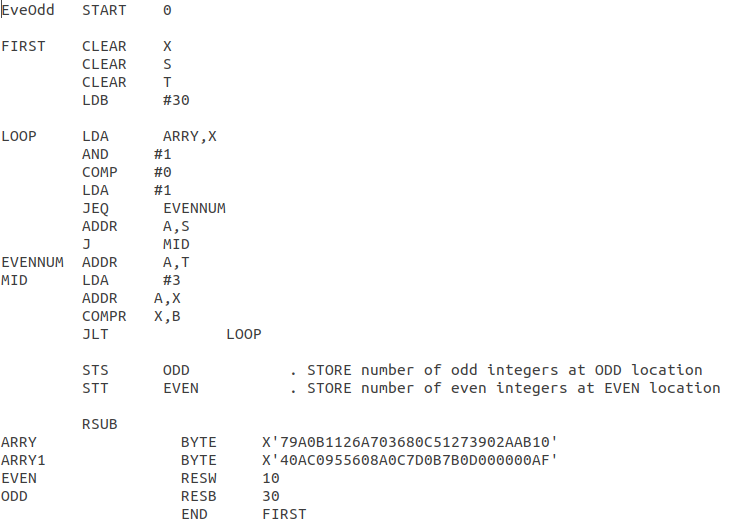 EveOdd START 0
FIRST CLEAR X
CLEAR S
CLEAR T
LDB #30
LOOP LDA ARRY,X
AND #1
COMP #0
LDA #1
JEQ EVENNUM
ADDR A,S
J MID
EVENNUM ADDR A,T
MID LDA #3
ADDR A,X
COMPR X,B
JLT LOOP
STS ODD . STORE number of odd integers at ODD location
STT EVEN . STORE number of even integers at EVEN location
RSUB
ARRY BYTE X'79A0B1126A703680C51273902AAB10'
ARRY1 BYTE X'40AC0955608A0C7D0B7B0D000000AF'
EVEN RESW 10
ODD RESB 30
END FIRST